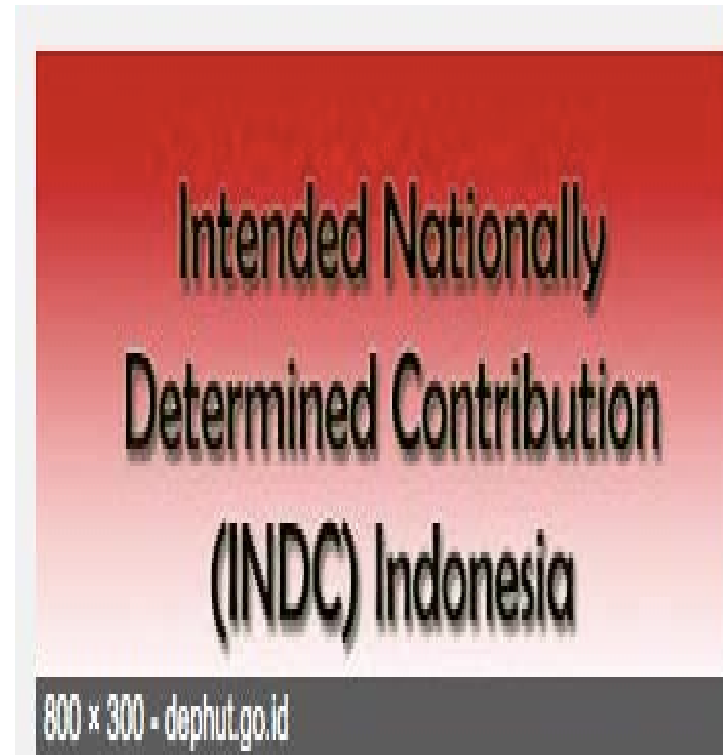 Intended Nationally
Determined Contribution
(INDC) Indonesia
800 × 300 - dephut.go.id